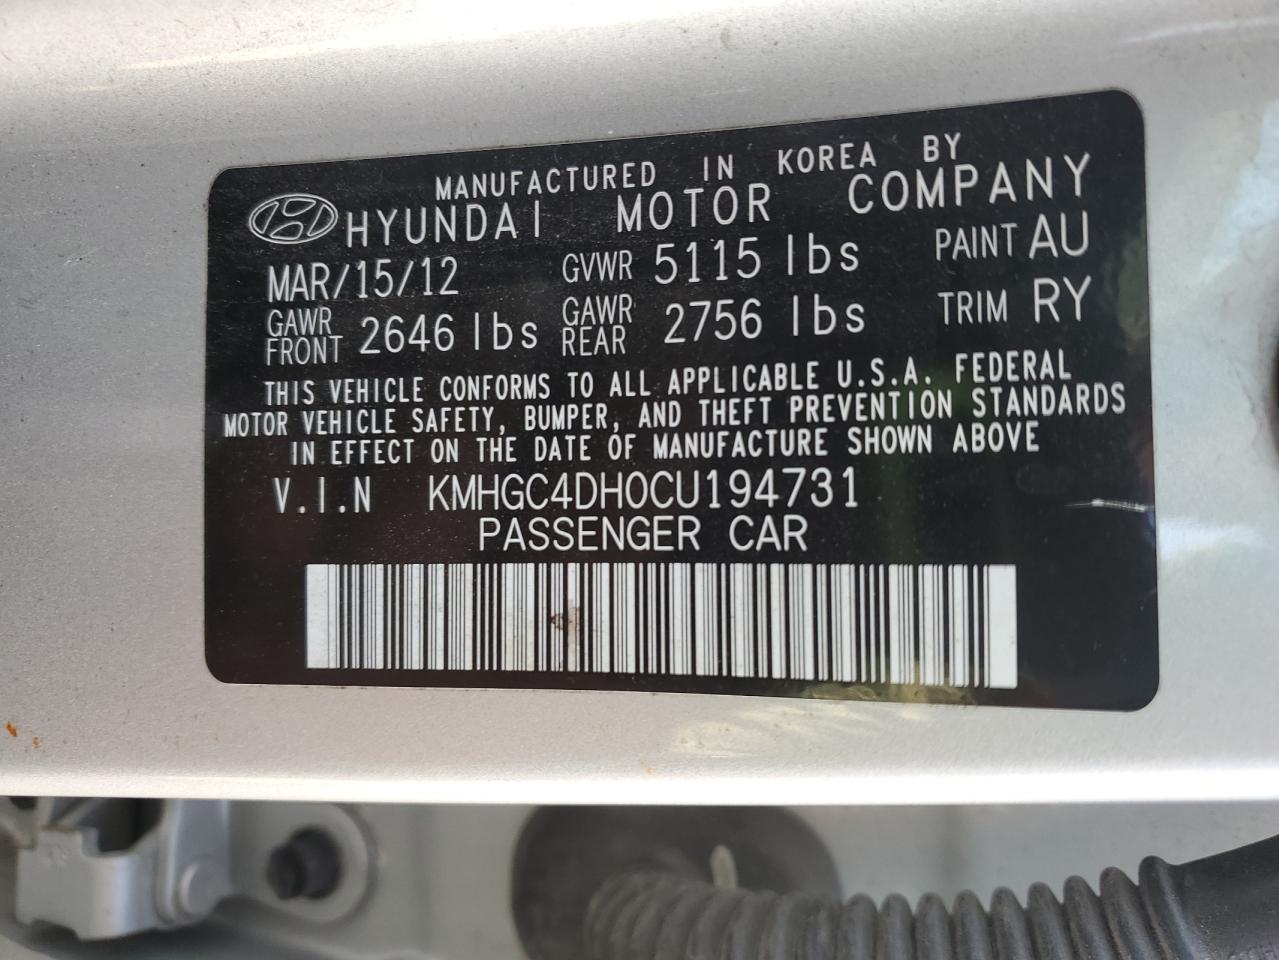 MANUFACTURED IN KOREA BY
HYUNDAI MOTOR COMPANY
MAR/15/12 GVWR 5115 lbs PAINT AU
GAWR FRONT 2646 lbs GAWR REAR 2756 lbs TRIM RY
THIS VEHICLE CONFORMS TO ALL APPLICABLE U.S.A. FEDERAL
MOTOR VEHICLE SAFETY, BUMPER, AND THEFT PREVENTION STANDARDS
IN EFFECT ON THE DATE OF MANUFACTURE SHOWN ABOVE
V.I.N KMHGC4DH0CU194731
PASSENGER CAR